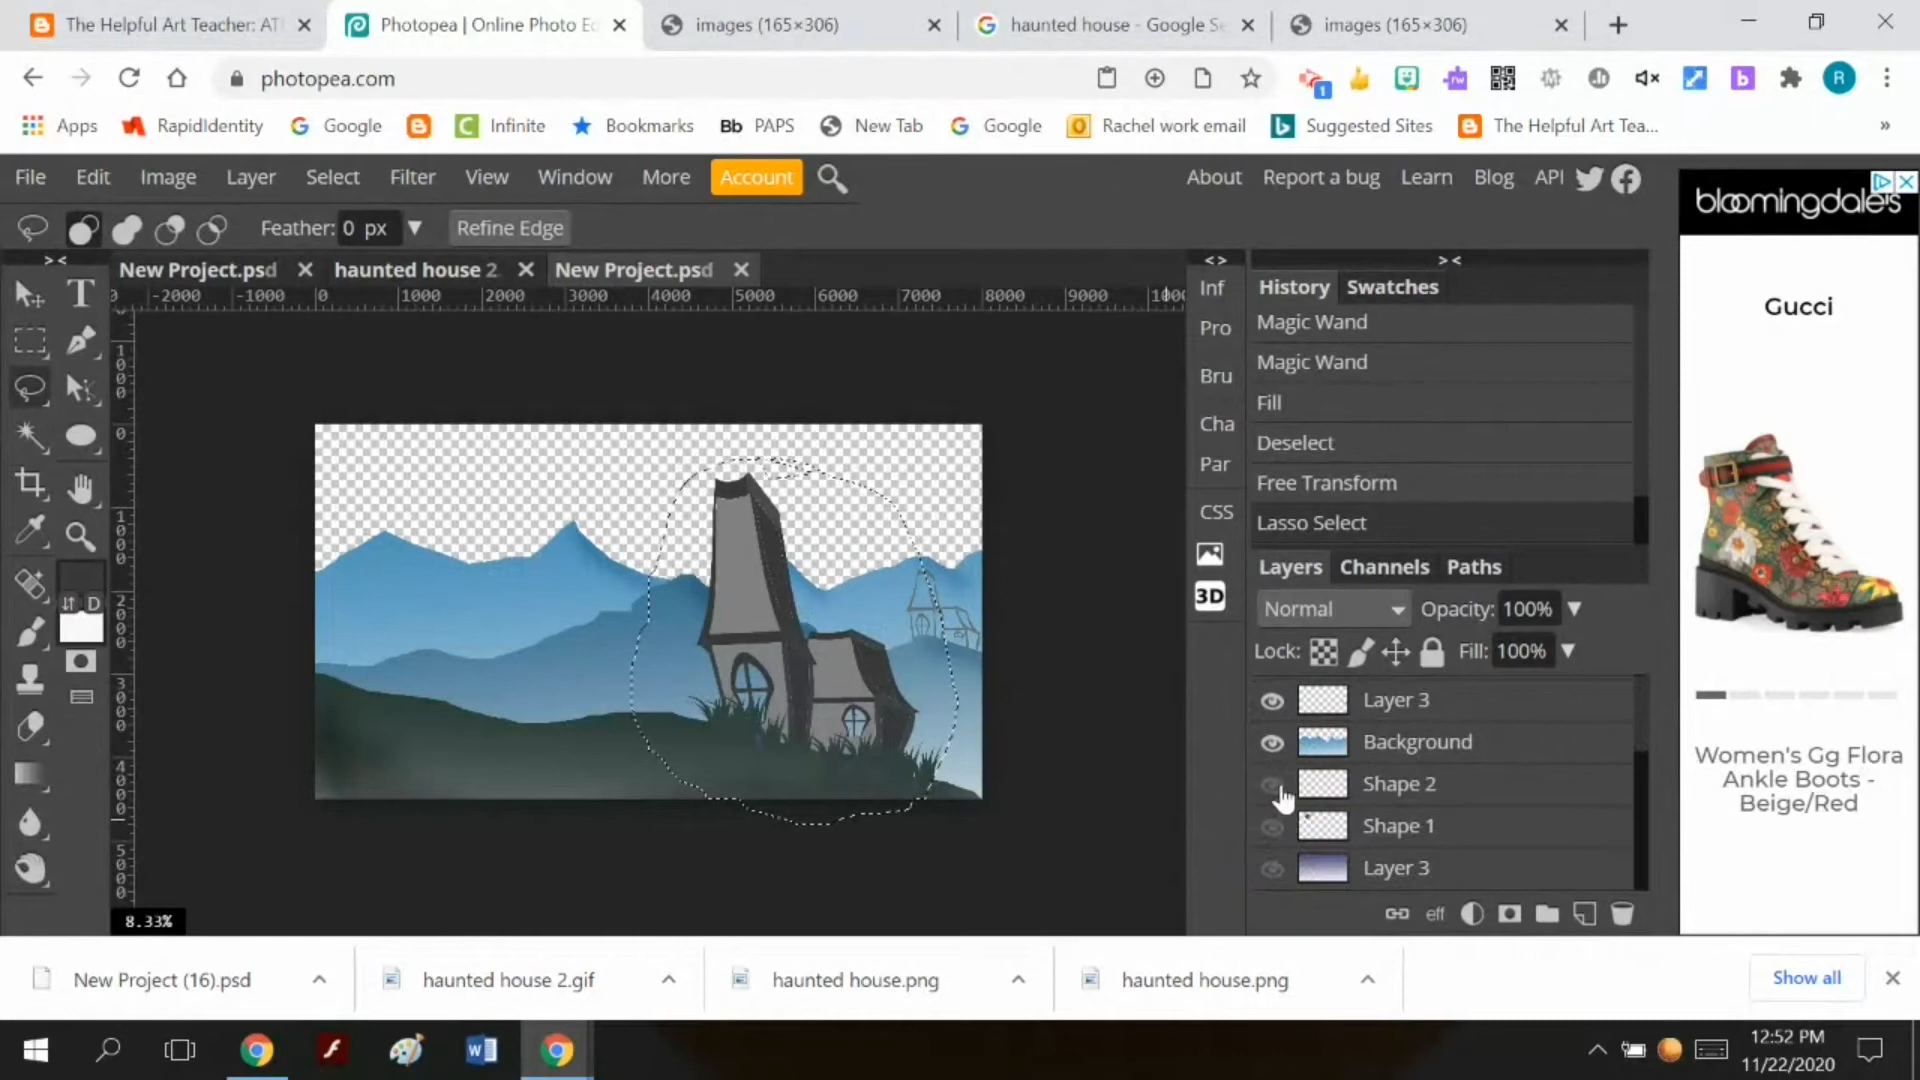 The Helpful Art Teacher: AT
Photopea | Online Photo Ed
images (165×306)
haunted house - Google Se
images (165×306)
photopea.com
1
R
Apps
RapidIdentity
Google
Infinite
Bookmarks
Bb PAPS
New Tab
Google
Rachel work email
Suggested Sites
The Helpful Art Tea...
»
File Edit Image Layer Select Filter View Window More Account
About Report a bug Learn Blog API
Feather: 0 px
Refine Edge
New Project.psd
haunted house 2
New Project.psd
-2000 -1000 0 1000 2000 3000 4000 5000 6000 7000 8000 9000
8.33%
Inf
Pro
Bru
Cha
Par
CSS
3D
History Swatches
Magic Wand
Magic Wand
Fill
Deselect
Free Transform
Lasso Select
Layers Channels Paths
Normal Opacity: 100%
Lock: Fill: 100%
Layer 3
Background
Shape 2
Shape 1
Layer 3
eff
bloomingdale's
Gucci
Women's Gg Flora
Ankle Boots -
Beige/Red
New Project (16).psd
haunted house 2.gif
haunted house.png
haunted house.png
Show all
12:52 PM
11/22/2020